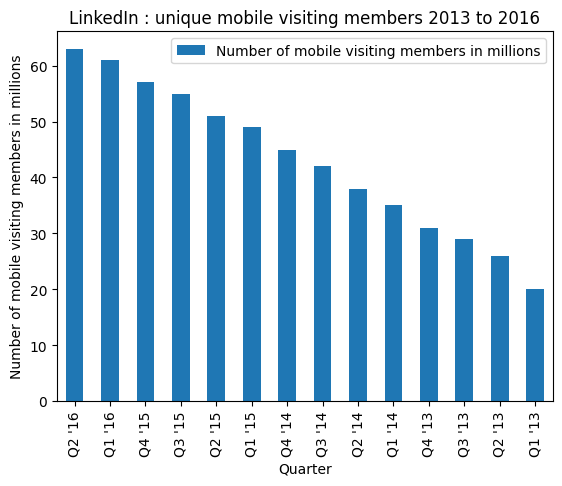 LinkedIn : unique mobile visiting members 2013 to 2016
Number of mobile visiting members in millions
Number of mobile visiting members in millions
60
50
40
30
20
10
0
Q2 '16
Q1 '16
Q4 '15
Q3 '15
Q2 '15
Q1 '15
Q4 '14
Q3 '14
Q2 '14
Q1 '14
Q4 '13
Q3 '13
Q2 '13
Q1 '13
Quarter